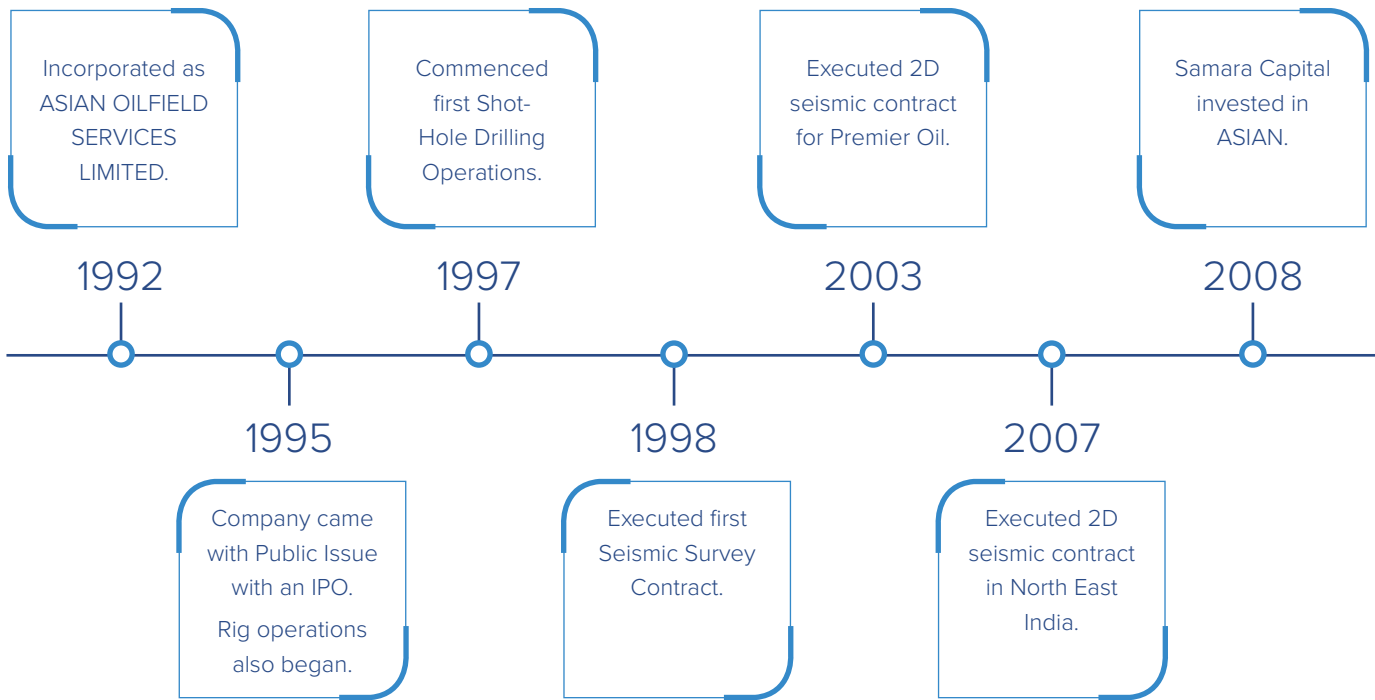 Incorporated as
ASIAN OILFIELD
SERVICES
LIMITED.
1992
Company came
with Public Issue
with an IPO.
Rig operations
also began.
1995
Commenced
first Shot-
Hole Drilling
Operations.
1997
Executed first
Seismic Survey
Contract.
1998
Executed 2D
seismic contract
for Premier Oil.
2003
Executed 2D
seismic contract
in North East
India.
2007
Samara Capital
invested in
ASIAN.
2008